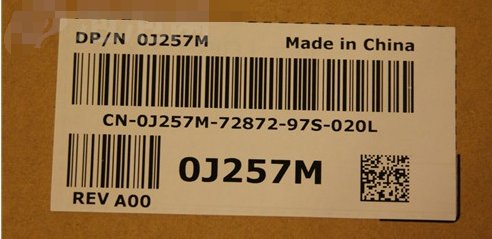 DP/N 0J257M Made in China
CN-0J257M-72872-97S-020L
0J257M
REV A00